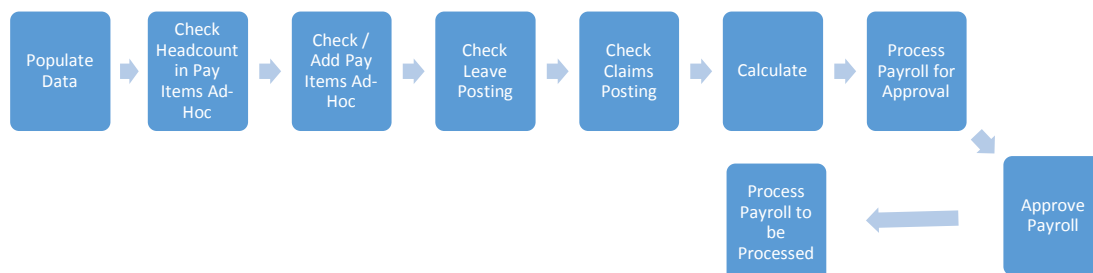 Populate
Data
Check
Headcount
in Pay
Items Ad-
Hoc
Check /
Add Pay
Items Ad-
Hoc
Check
Leave
Posting
Check
Claims
Posting
Calculate
Process
Payroll for
Approval
Approve
Payroll
Process
Payroll to
be
Processed